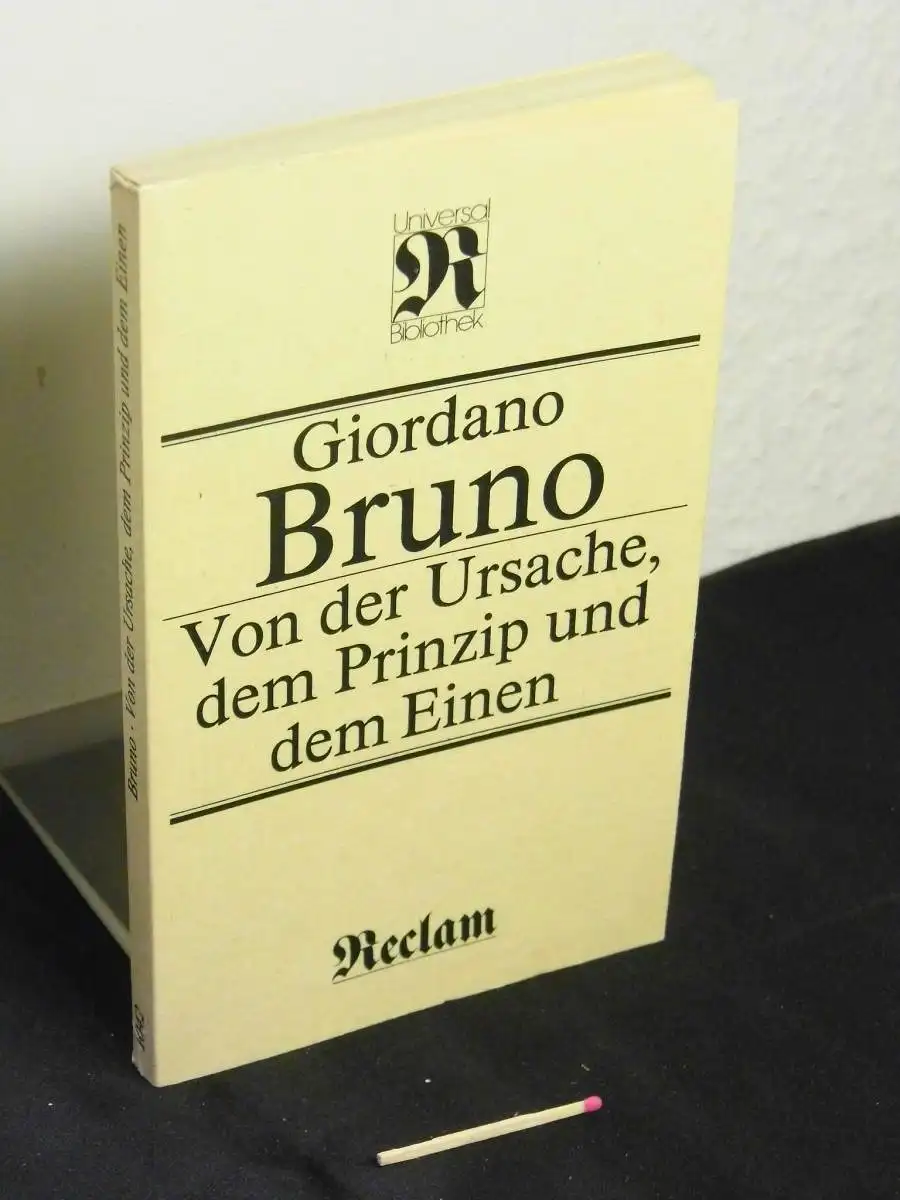 Universal
R
Bibliothek
Giordano
Bruno
Von der Ursache,
dem Prinzip und
dem Einen
Reclam
Bruno · Von der Ursache, dem Prinzip und dem Einen